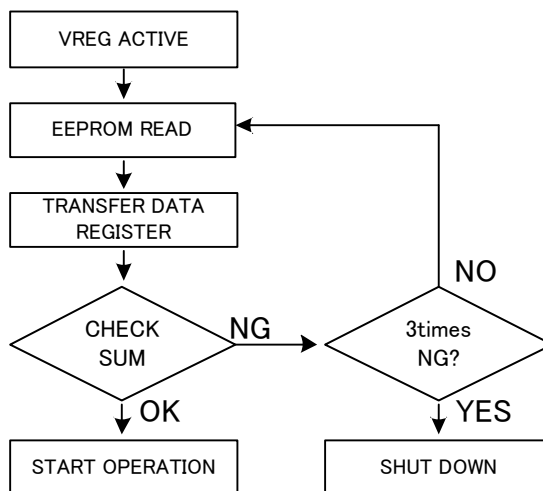 VREG ACTIVE
EEPROM READ
TRANSFER DATA
REGISTER
NO
CHECK
SUM
NG
3times
NG?
OK
YES
START OPERATION
SHUT DOWN